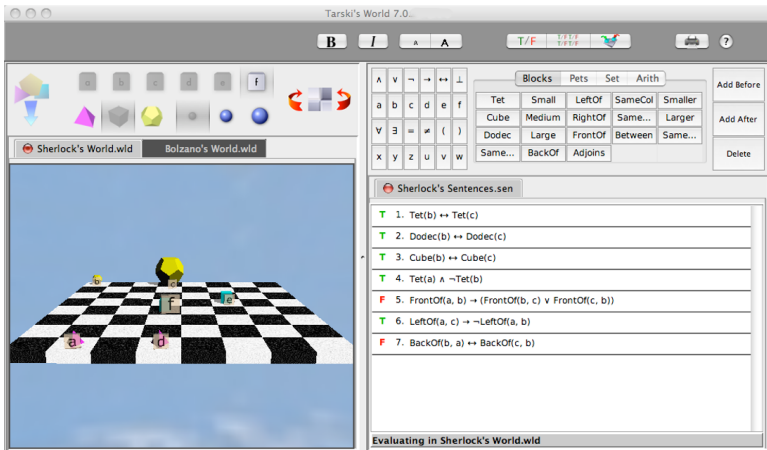 Tarski's World 7.0..
B I A A T/F T/F T/F T/F T/F ?
a b c d e f
Sherlock's World.wld Bolzano's World.wld
b
c
f e
a d
∧ ∨ ¬ → ↔ ⊥
a b c d e f
∀ ∃ = ≠ ( )
x y z u v w
Blocks Pets Set Arith
Tet Small LeftOf SameCol Smaller
Cube Medium RightOf Same... Larger
Dodec Large FrontOf Between Same...
Same... BackOf Adjoins
Add Before
Add After
Delete
Sherlock's Sentences.sen
T 1. Tet(b) ↔ Tet(c)
T 2. Dodec(b) ↔ Dodec(c)
T 3. Cube(b) ↔ Cube(c)
T 4. Tet(a) ∧ ¬Tet(b)
F 5. FrontOf(a, b) → (FrontOf(b, c) ∨ FrontOf(c, b))
T 6. LeftOf(a, c) → ¬LeftOf(a, b)
F 7. BackOf(b, a) ↔ BackOf(c, b)
Evaluating in Sherlock's World.wld